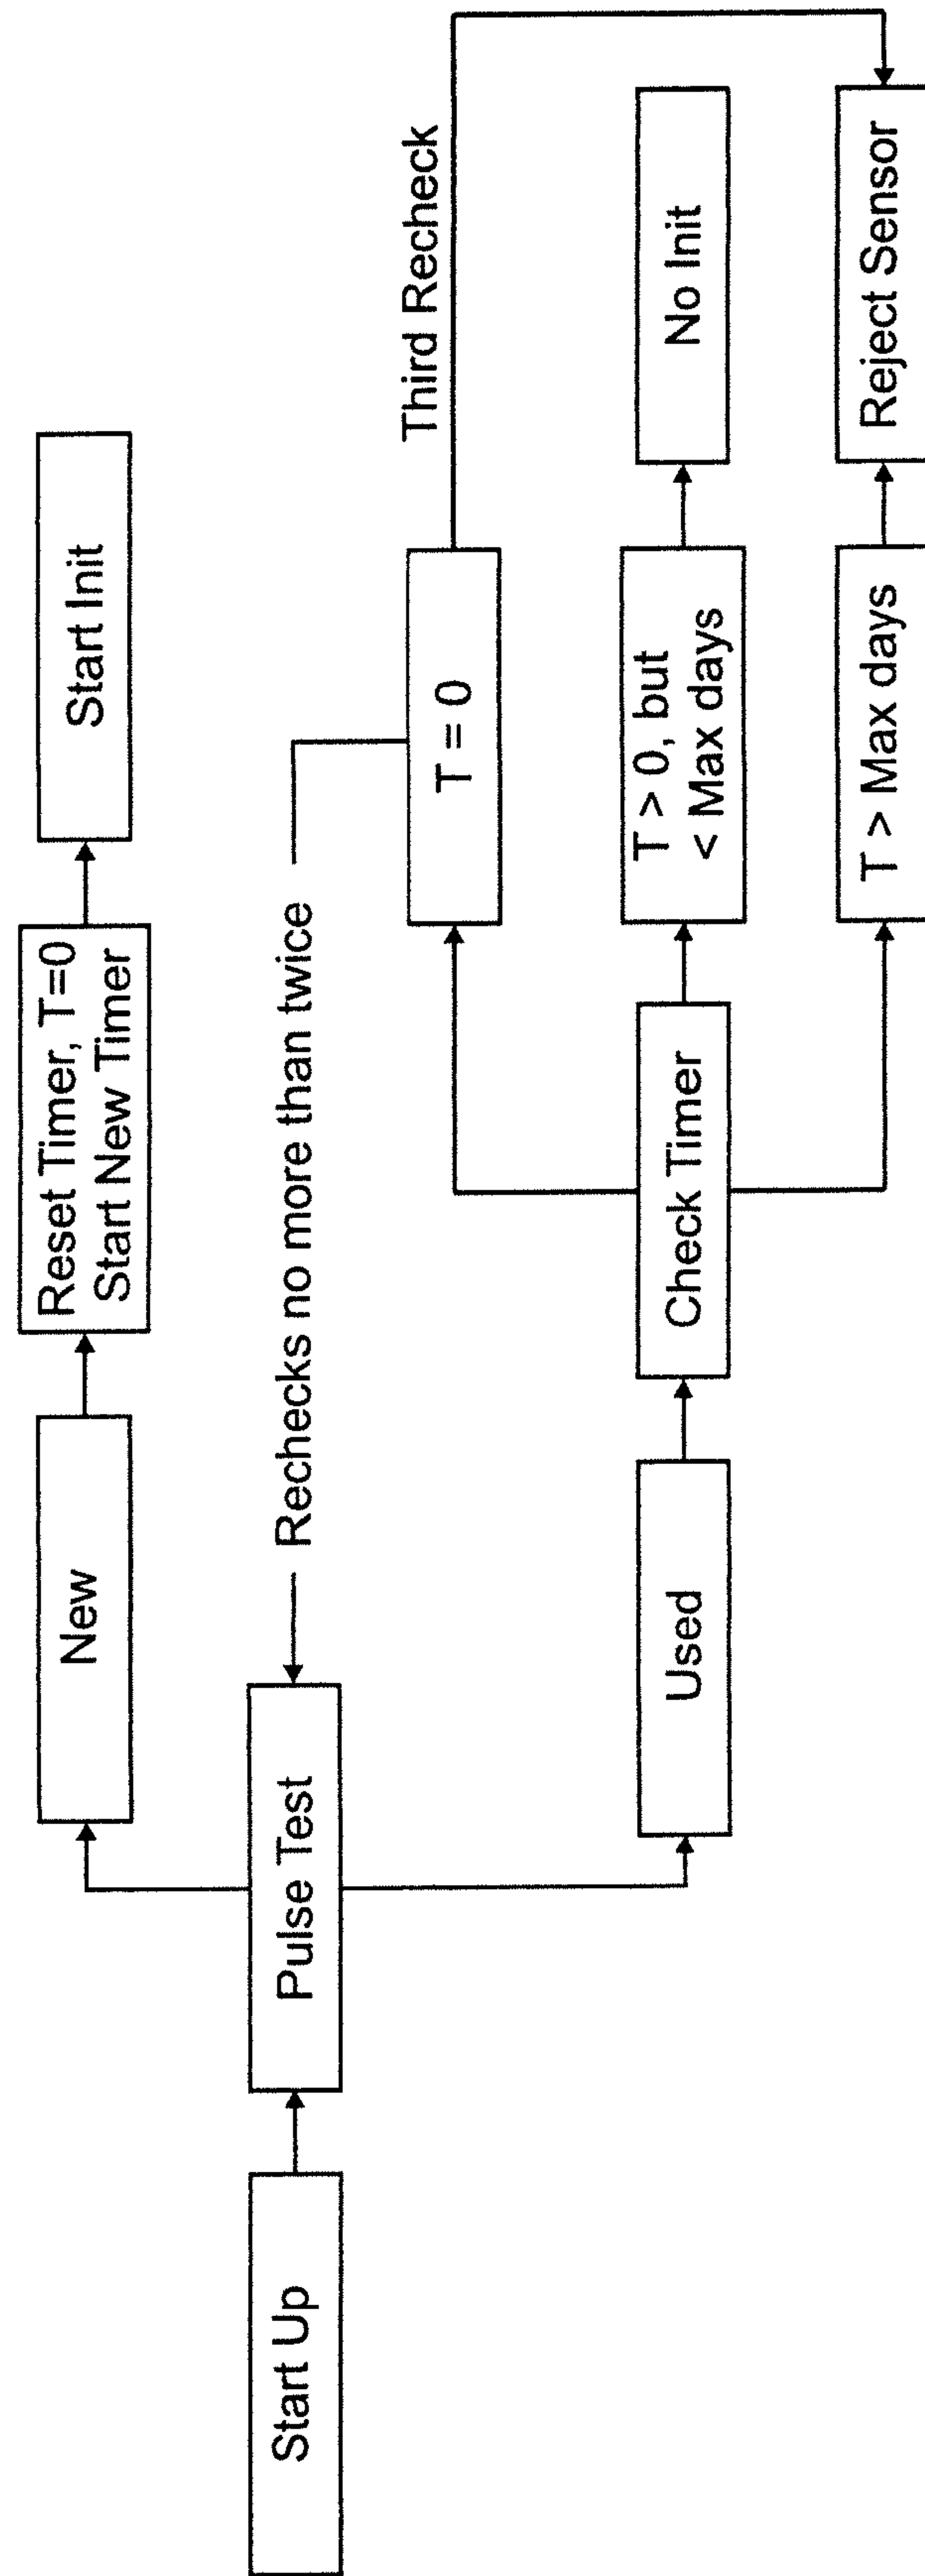 Start Up
Pulse Test
New
Reset Timer, T=0
Start New Timer
Start Init
Rechecks no more than twice
Used
Check Timer
T = 0
Third Recheck
T > 0, but
< Max days
No Init
T > Max days
Reject Sensor